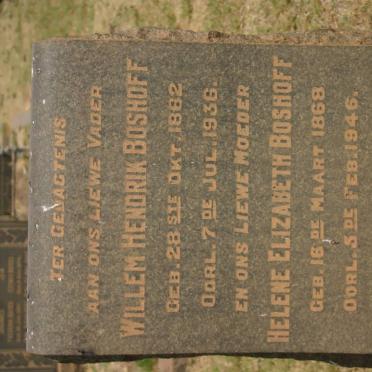 TER GEDAGTENIS
AAN ONS LIEWE VADER
WILLEM HENDRIK BOSHOFF
GEB. 28 STE OKT. 1882
OORL. 7 DE JUL. 1936.
EN ONS LIEWE MOEDER
HELENE ELIZABETH BOSHOFF
GEB. 16 DE MAART 1868
OORL. 5 DE FEB. 1946.